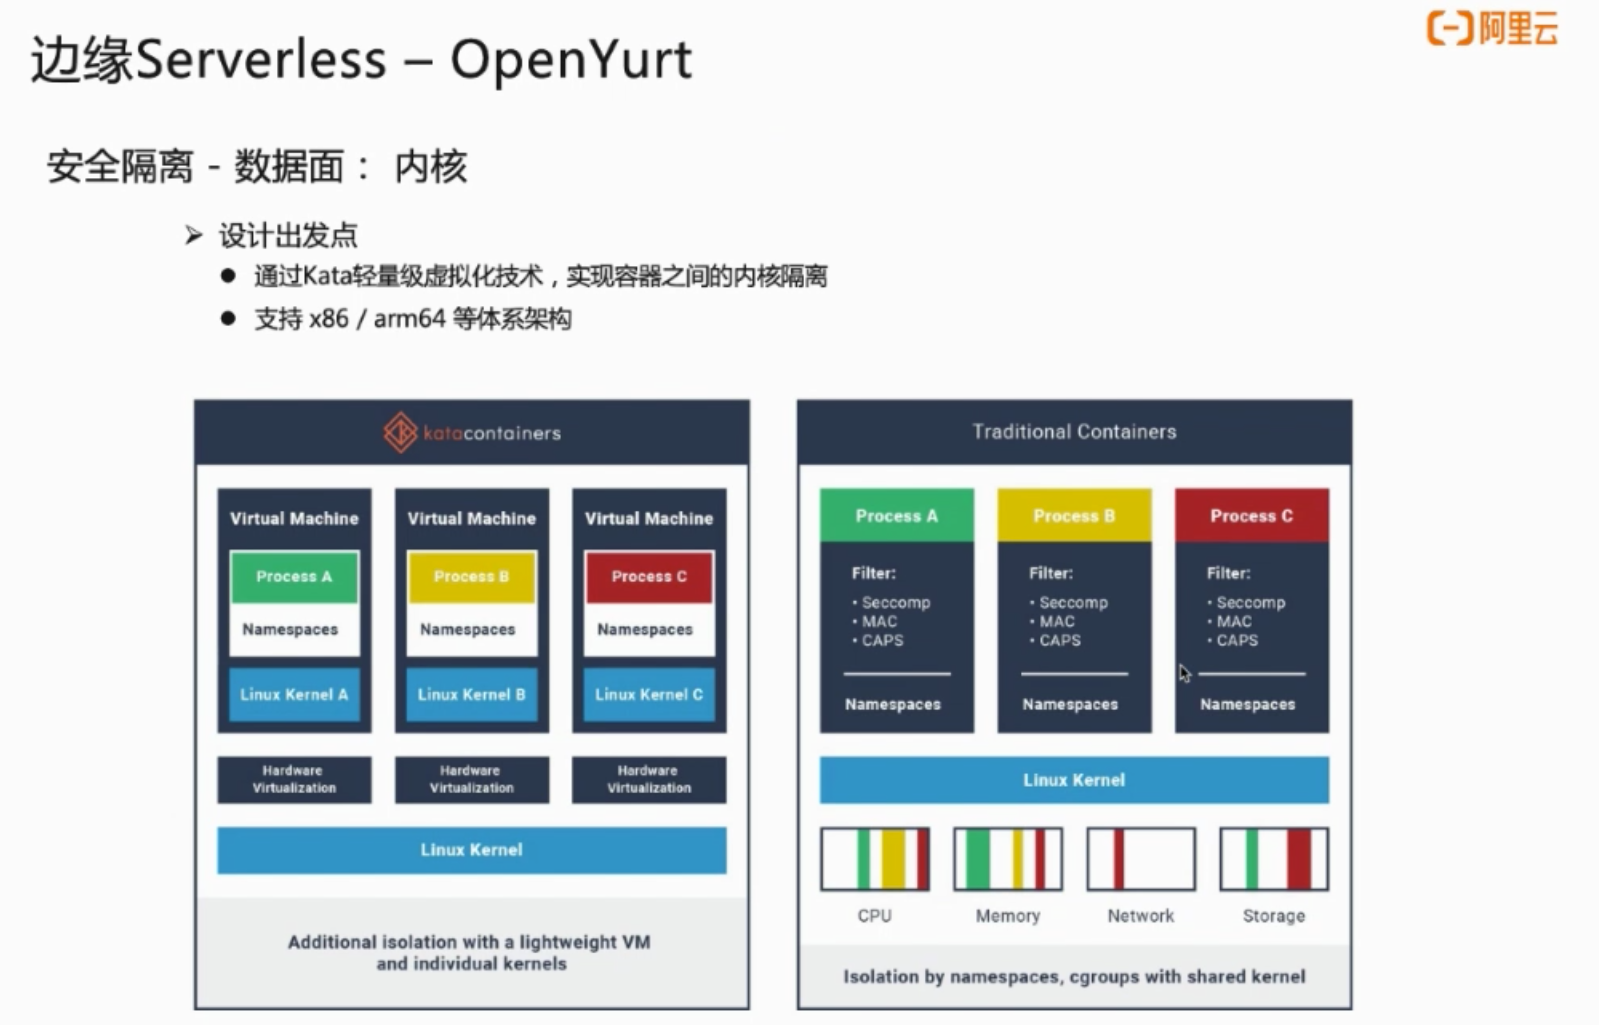 阿里云
边缘Serverless – OpenYurt
安全隔离 - 数据面： 内核
➢ 设计出发点
● 通过Kata轻量级虚拟化技术，实现容器之间的内核隔离
● 支持 x86 / arm64 等体系架构
katacontainers
Virtual Machine Virtual Machine Virtual Machine
Process A Process B Process C
Namespaces Namespaces Namespaces
Linux Kernel A Linux Kernel B Linux Kernel C
Hardware Hardware Hardware
Virtualization Virtualization Virtualization
Linux Kernel
Additional isolation with a lightweight VM
and individual kernels
Traditional Containers
Process A Process B Process C
Filter: Filter: Filter:
• Seccomp • Seccomp • Seccomp
• MAC • MAC • MAC
• CAPS • CAPS • CAPS
Namespaces Namespaces Namespaces
Linux Kernel
CPU Memory Network Storage
Isolation by namespaces, cgroups with shared kernel